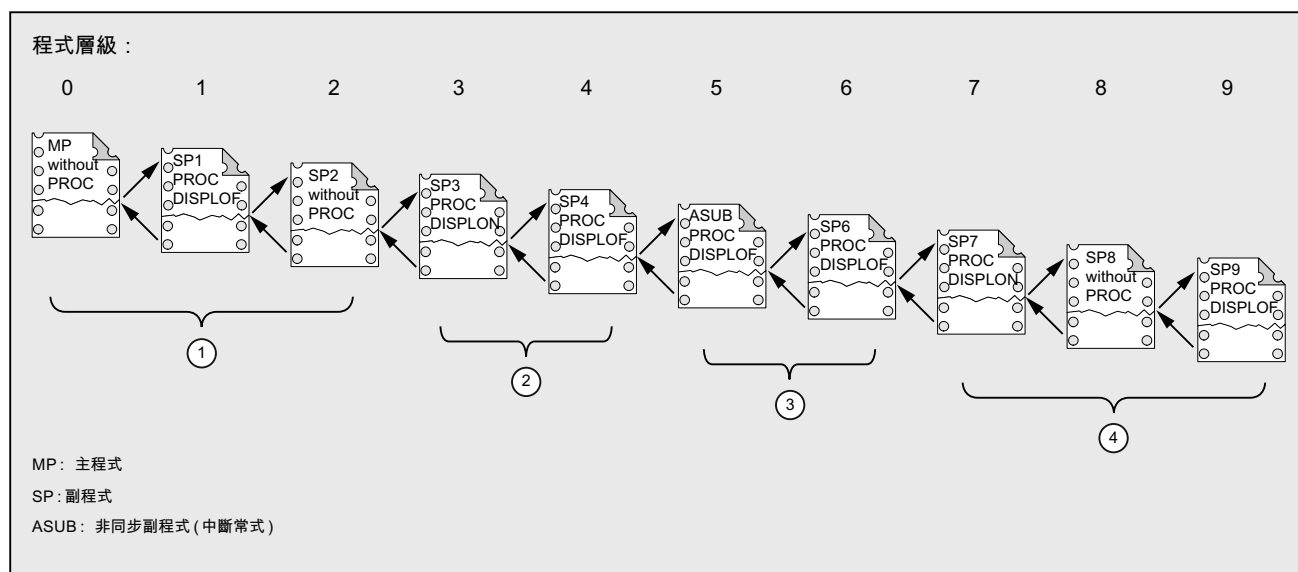 程式層級：
0 1 2 3 4 5 6 7 8 9
MP
without
PROC
SP1
PROC
DISPLOF
SP2
without
PROC
SP3
PROC
DISPLON
SP4
PROC
DISPLOF
ASUB
PROC
DISPLOF
SP6
PROC
DISPLOF
SP7
PROC
DISPLON
SP8
without
PROC
SP9
PROC
DISPLOF
1
2
3
4
MP： 主程式
SP：副程式
ASUB： 非同步副程式 (中斷常式)